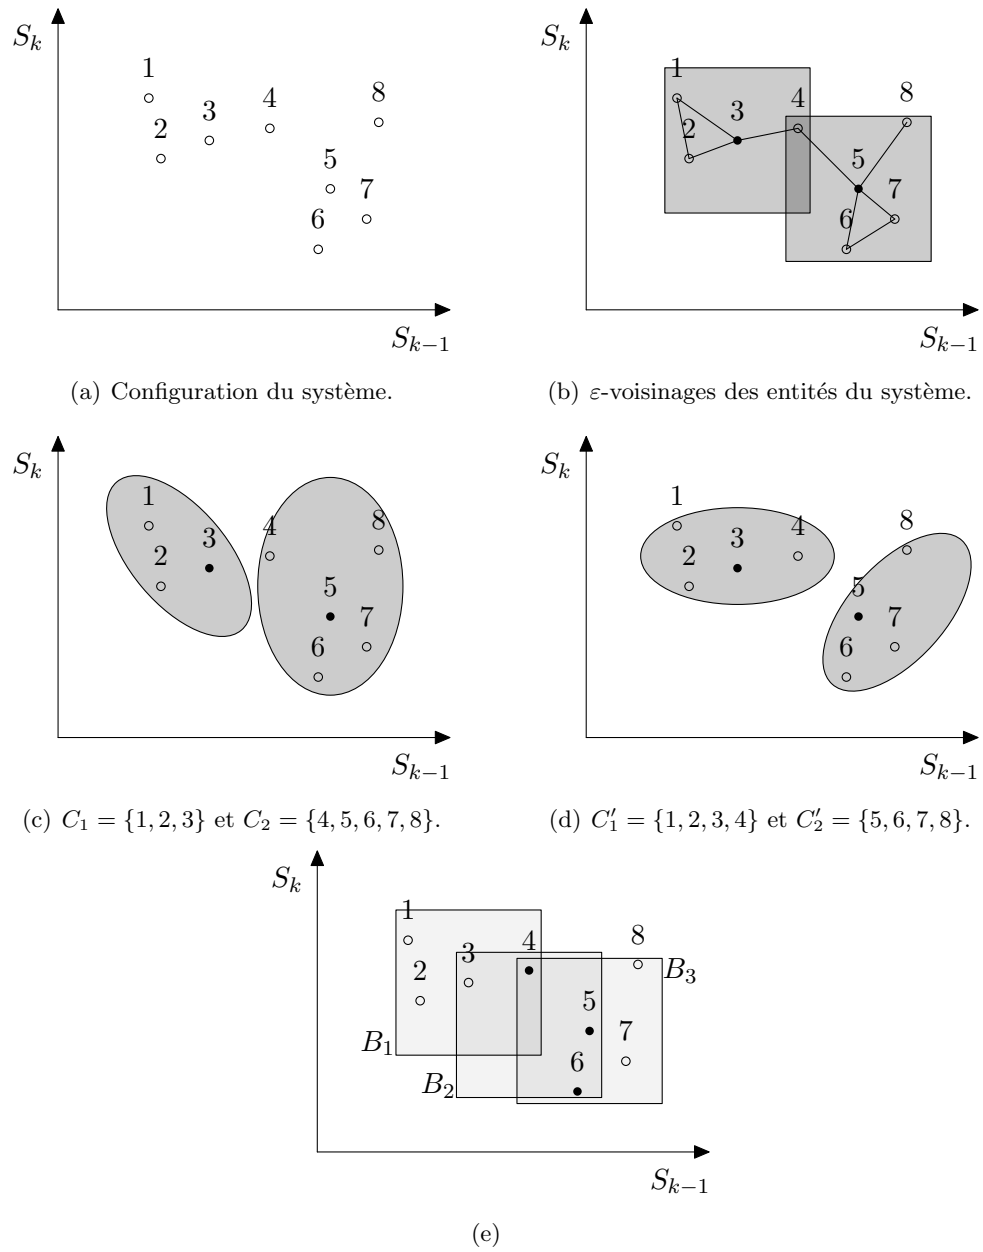 S_k
1
2
3
4
5
6
7
8
S_{k−1}
(a) Configuration du système.
S_k
1
2
3
4
5
6
7
8
S_{k−1}
(b) ε-voisinages des entités du système.
S_k
1
2
3
4
5
6
7
8
S_{k−1}
(c) C_1 = {1, 2, 3} et C_2 = {4, 5, 6, 7, 8}.
S_k
1
2
3
4
5
6
7
8
S_{k−1}
(d) C′_1 = {1, 2, 3, 4} et C′_2 = {5, 6, 7, 8}.
S_k
1
2
3
4
5
6
7
8
B_1
B_2
B_3
S_{k−1}
(e)